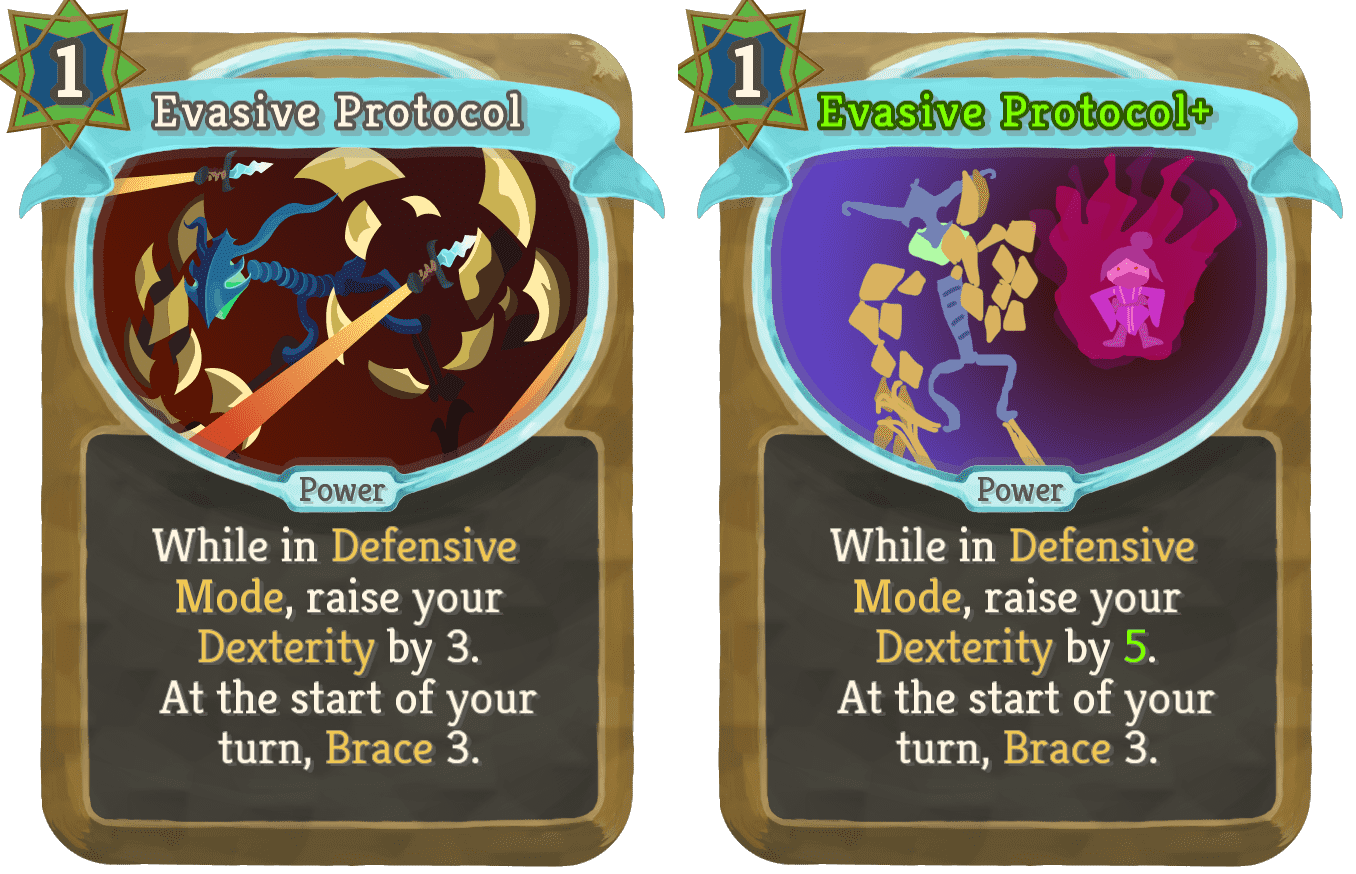 1
Evasive Protocol
Power
While in Defensive
Mode, raise your
Dexterity by 3.
At the start of your
turn, Brace 3.
1
Evasive Protocol+
Power
While in Defensive
Mode, raise your
Dexterity by 5.
At the start of your
turn, Brace 3.